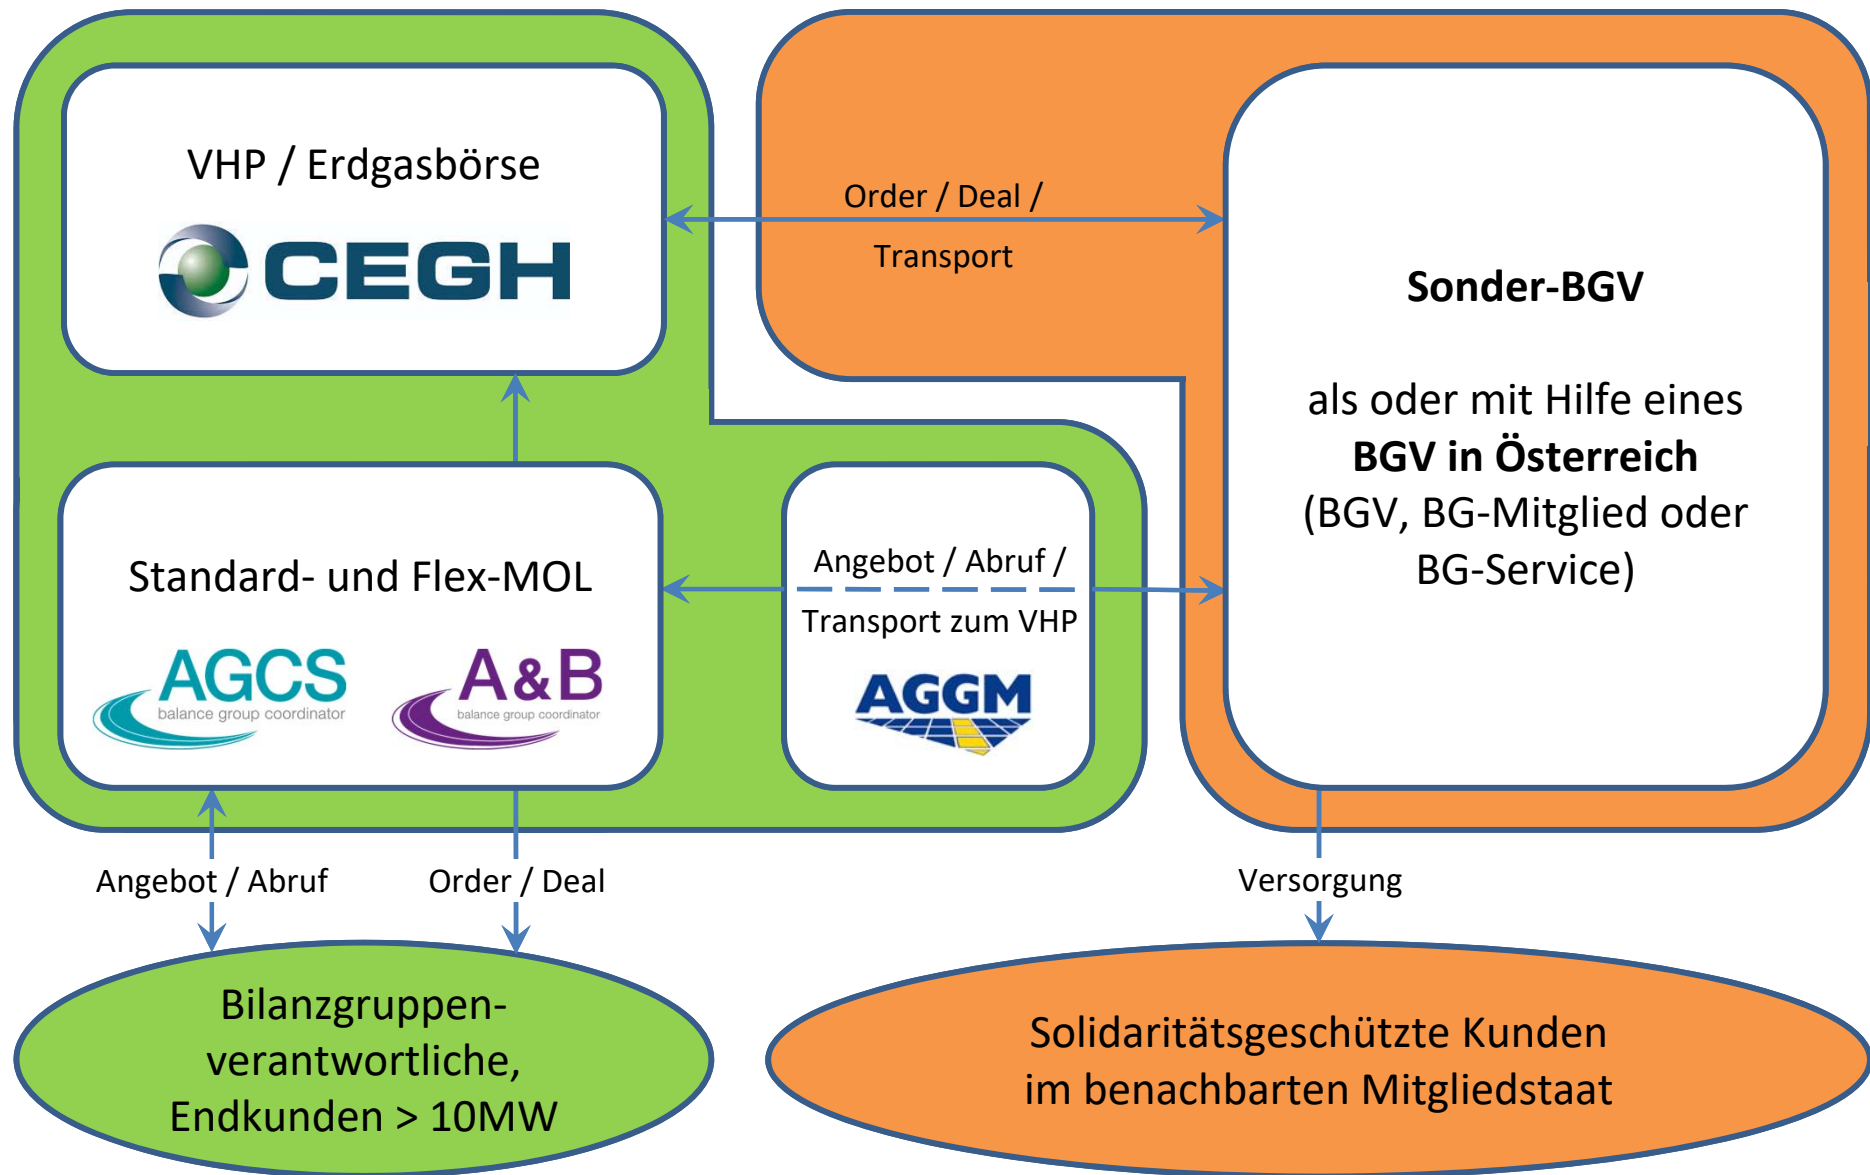 VHP / Erdgasbörse
CEGH
Order / Deal /
Transport
Sonder-BGV
als oder mit Hilfe eines
BGV in Österreich
(BGV, BG-Mitglied oder
BG-Service)
Standard- und Flex-MOL
AGCS
balance group coordinator
A&B
balance group coordinator
Angebot / Abruf /
Transport zum VHP
AGGM
Angebot / Abruf
Order / Deal
Versorgung
Bilanzgruppen-
verantwortliche,
Endkunden > 10MW
Solidaritätsgeschützte Kunden
im benachbarten Mitgliedstaat